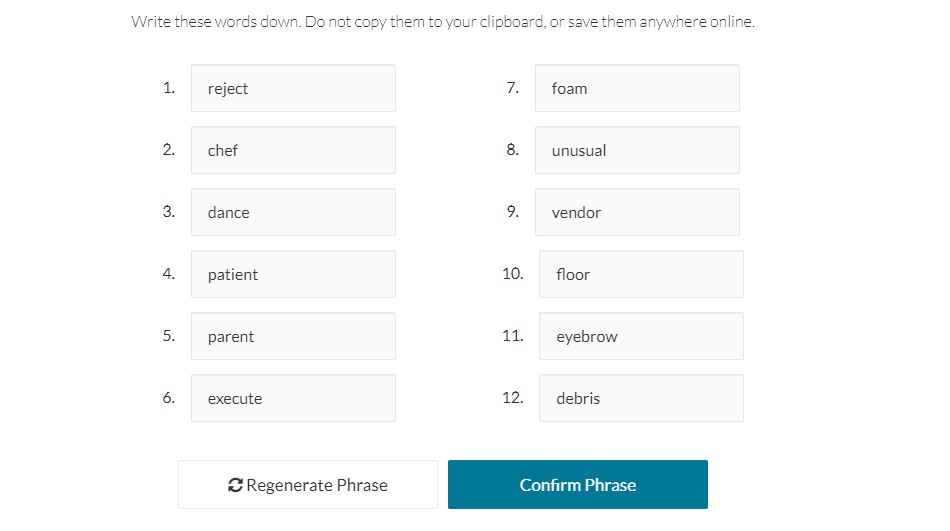 Write these words down. Do not copy them to your clipboard, or save them anywhere online.
1. reject
2. chef
3. dance
4. patient
5. parent
6. execute
7. foam
8. unusual
9. vendor
10. floor
11. eyebrow
12. debris
Regenerate Phrase
Confirm Phrase